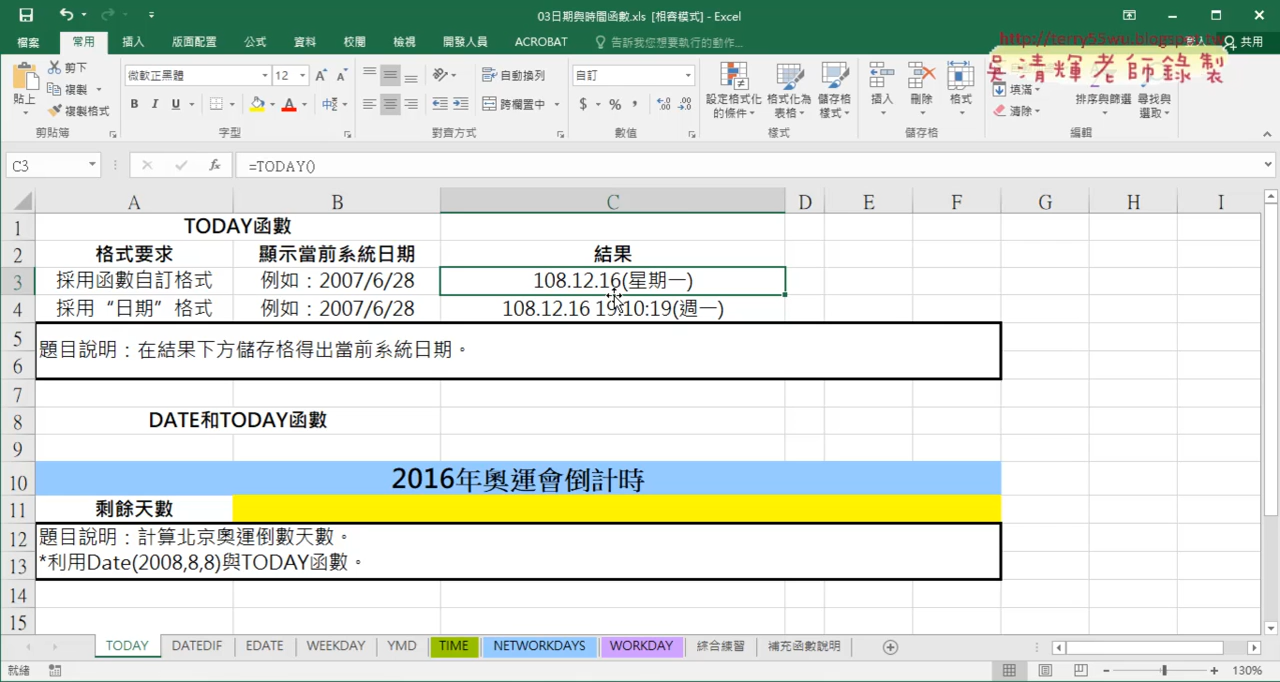 03日期與時間函數.xls [相容模式] - Excel
檔案 常用 插入 版面配置 公式 資料 校閱 檢視 開發人員 ACROBAT 告訴我您想要執行的動作... 登入 共用
http://terry55wu.blogspot.tw
吳清輝老師錄製
貼上 剪下 複製 複製格式 剪貼簿
微軟正黑體 12 B I U 字型
自動換列 跨欄置中 對齊方式
自訂 $ % , 數值
設定格式化的條件 格式化為表格 儲存格樣式 樣式
插入 刪除 格式 儲存格
填滿 清除 排序與篩選 尋找與選取 編輯
C3 fx =TODAY()
A B C D E F G H I
1 TODAY函數
2 格式要求 顯示當前系統日期 結果
3 採用函數自訂格式 例如：2007/6/28 108.12.16(星期一)
4 採用“日期”格式 例如：2007/6/28 108.12.16 19:10:19(週一)
5
題目說明：在結果下方儲存格得出當前系統日期。
6
7
8 DATE和TODAY函數
9
10 2016年奧運會倒計時
11 剩餘天數
12 題目說明：計算北京奧運倒數天數。
13 *利用Date(2008,8,8)與TODAY函數。
14
15
TODAY DATEDIF EDATE WEEKDAY YMD TIME NETWORKDAYS WORKDAY 綜合練習 補充函數說明
就緒 130%